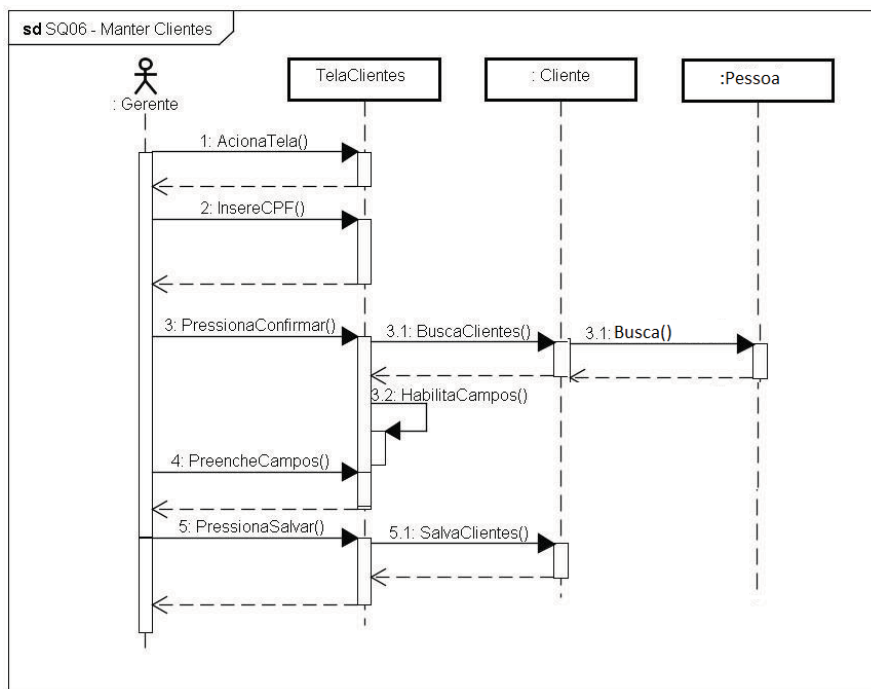 sd SQ06 - Manter Clientes
: Gerente
TelaClientes
: Cliente
:Pessoa
1: AcionaTela()
2: InsereCPF()
3: PressionaConfirmar()
3.1: BuscaClientes()
3.1: Busca()
3.2: HabilitaCampos()
4: PreencheCampos()
5: PressionaSalvar()
5.1: SalvaClientes()